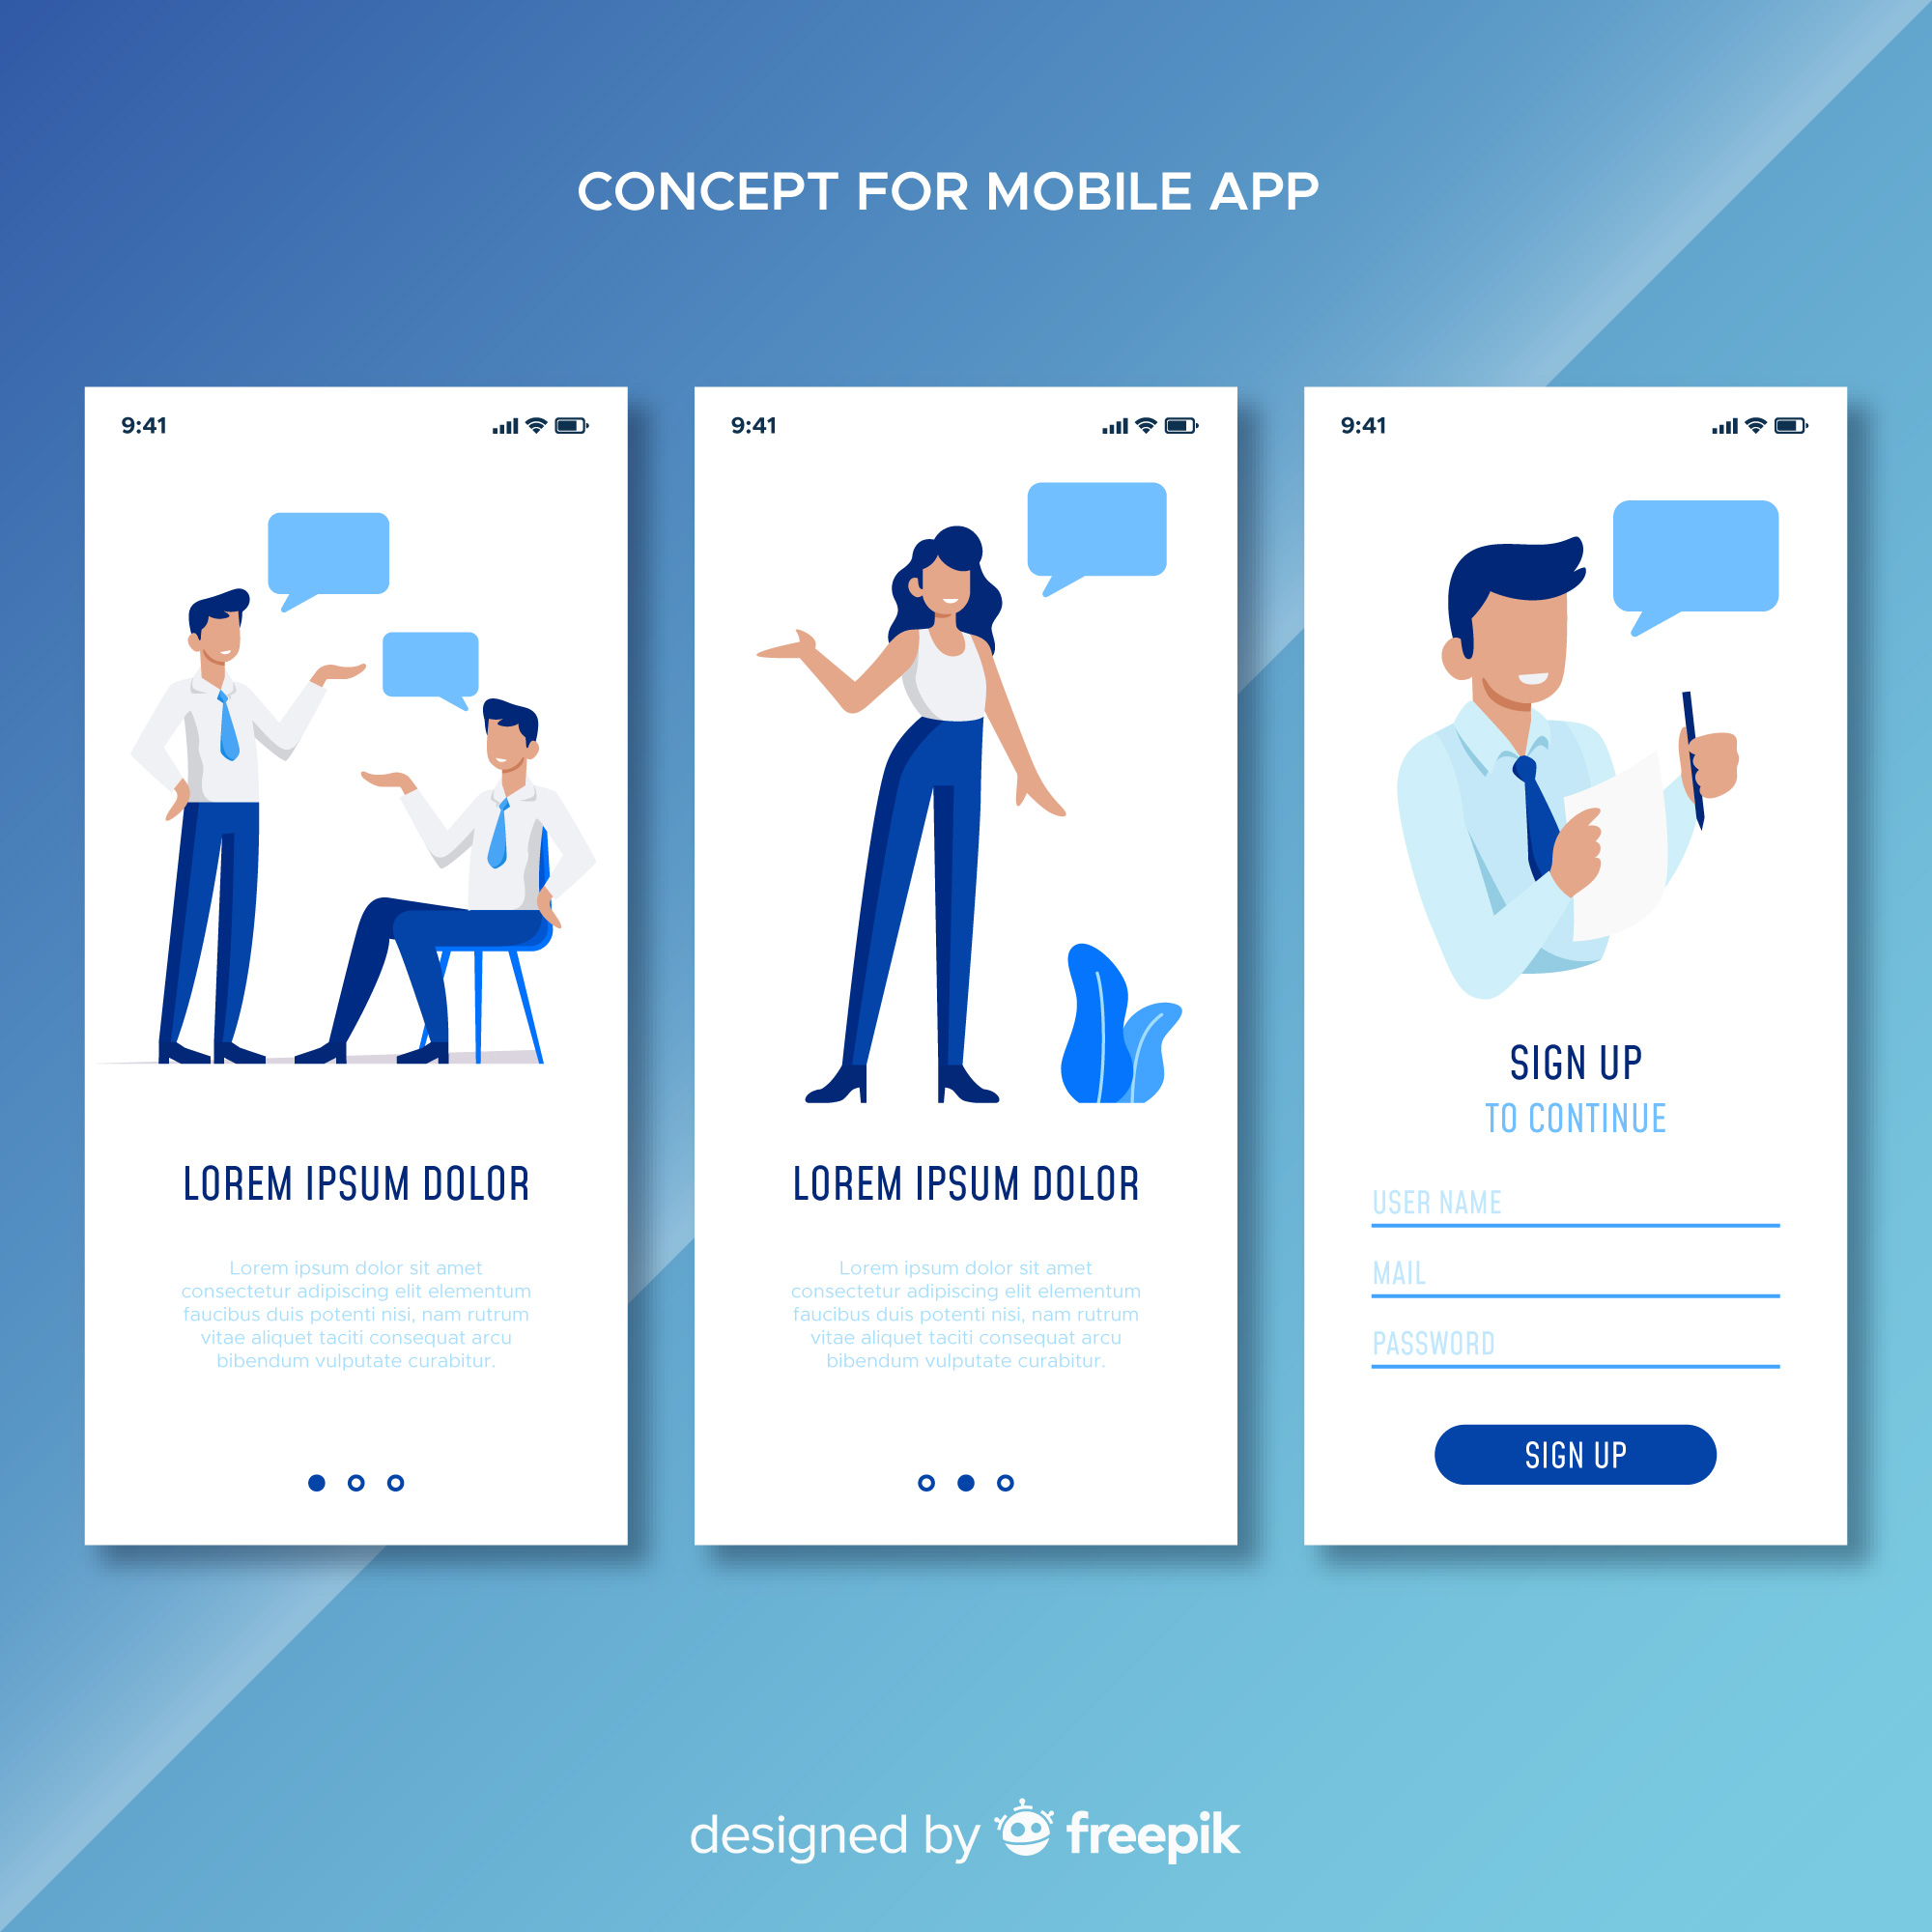 CONCEPT FOR MOBILE APP
9:41
LOREM IPSUM DOLOR
Lorem ipsum dolor sit amet
consectetur adipiscing elit elementum
faucibus duis potenti nisi, nam rutrum
vitae aliquet taciti consequat arcu
bibendum vulputate curabitur.
9:41
LOREM IPSUM DOLOR
Lorem ipsum dolor sit amet
consectetur adipiscing elit elementum
faucibus duis potenti nisi, nam rutrum
vitae aliquet taciti consequat arcu
bibendum vulputate curabitur.
9:41
SIGN UP
TO CONTINUE
USER NAME
MAIL
PASSWORD
SIGN UP
designed by freepik